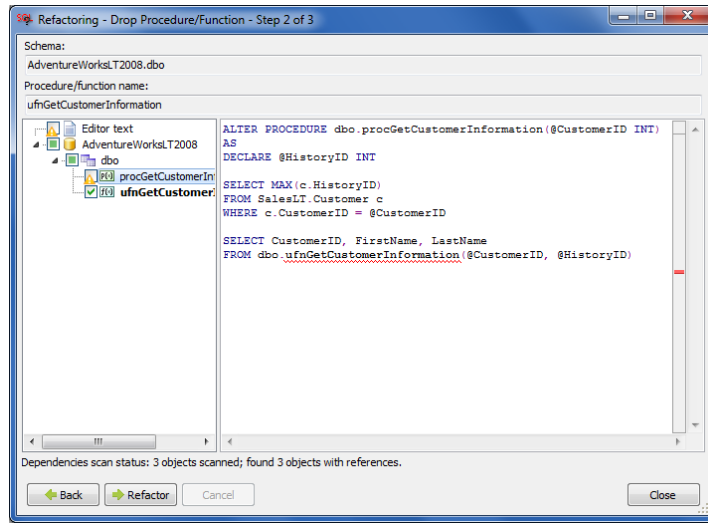 Refactoring - Drop Procedure/Function - Step 2 of 3
Schema:
AdventureWorksLT2008.dbo
Procedure/function name:
ufnGetCustomerInformation
Editor text
AdventureWorksLT2008
dbo
procGetCustomerIn
ufnGetCustomer
ALTER PROCEDURE dbo.procGetCustomerInformation(@CustomerID INT)
AS
DECLARE @HistoryID INT
SELECT MAX(c.HistoryID)
FROM SalesLT.Customer c
WHERE c.CustomerID = @CustomerID
SELECT CustomerID, FirstName, LastName
FROM dbo.ufnGetCustomerInformation(@CustomerID, @HistoryID)
Dependencies scan status: 3 objects scanned; found 3 objects with references.
Back
Refactor
Cancel
Close